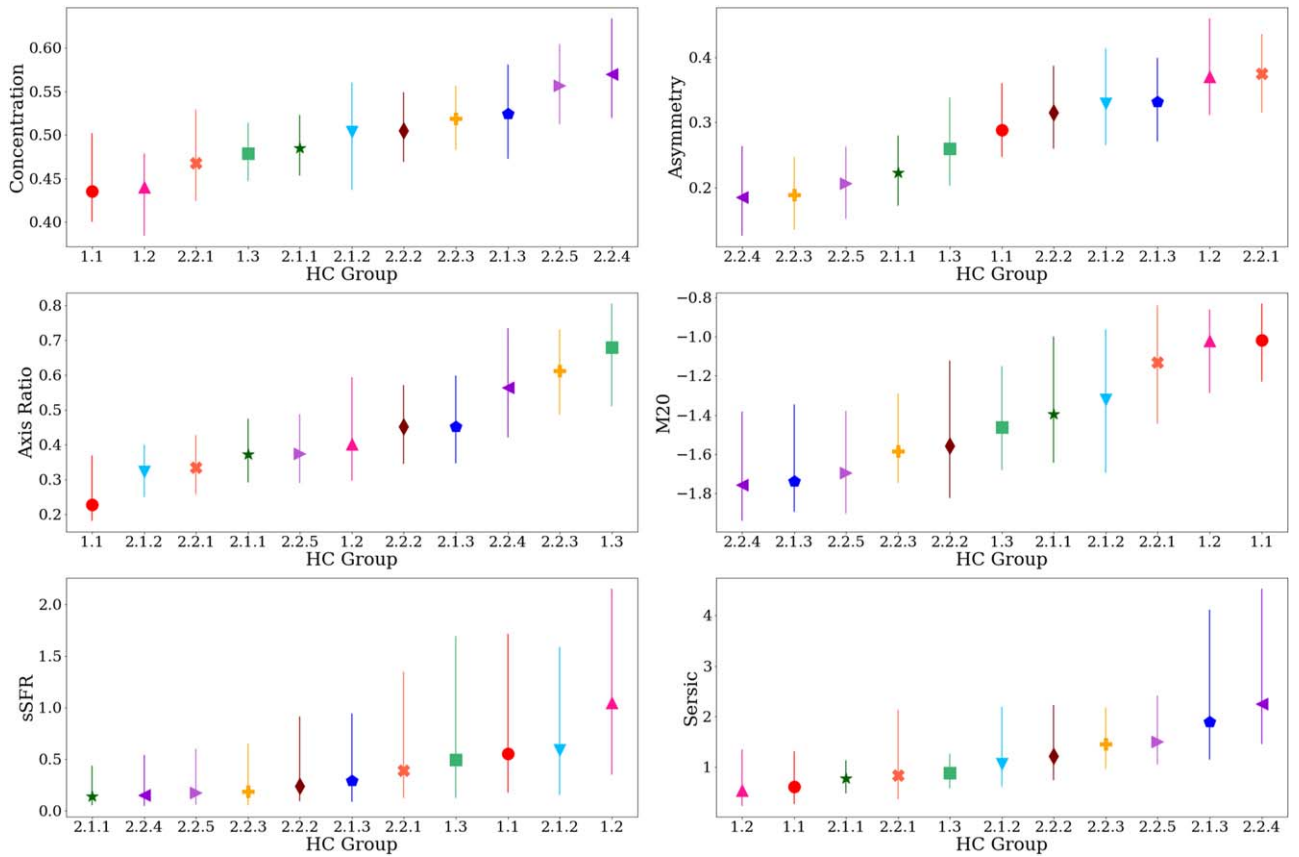 Concentration
0.60
0.55
0.50
0.45
0.40
1.1 1.2 2.2.1 1.3 2.1.1 2.1.2 2.2.2 2.2.3 2.1.3 2.2.5 2.2.4
HC Group
Asymmetry
0.4
0.3
0.2
2.2.4 2.2.3 2.2.5 2.1.1 1.3 1.1 2.2.2 2.1.2 2.1.3 1.2 2.2.1
HC Group
Axis Ratio
0.8
0.7
0.6
0.5
0.4
0.3
0.2
1.1 2.1.2 2.2.1 2.1.1 2.2.5 1.2 2.2.2 2.1.3 2.2.4 2.2.3 1.3
HC Group
M20
−0.8
−1.0
−1.2
−1.4
−1.6
−1.8
2.2.4 2.1.3 2.2.5 2.2.3 2.2.2 1.3 2.1.1 2.1.2 2.2.1 1.2 1.1
HC Group
sSFR
2.0
1.5
1.0
0.5
0.0
2.1.1 2.2.4 2.2.5 2.2.3 2.2.2 2.1.3 2.2.1 1.3 1.1 2.1.2 1.2
HC Group
Sersic
4
3
2
1
1.2 1.1 2.1.1 2.2.1 1.3 2.1.2 2.2.2 2.2.3 2.2.5 2.1.3 2.2.4
HC Group